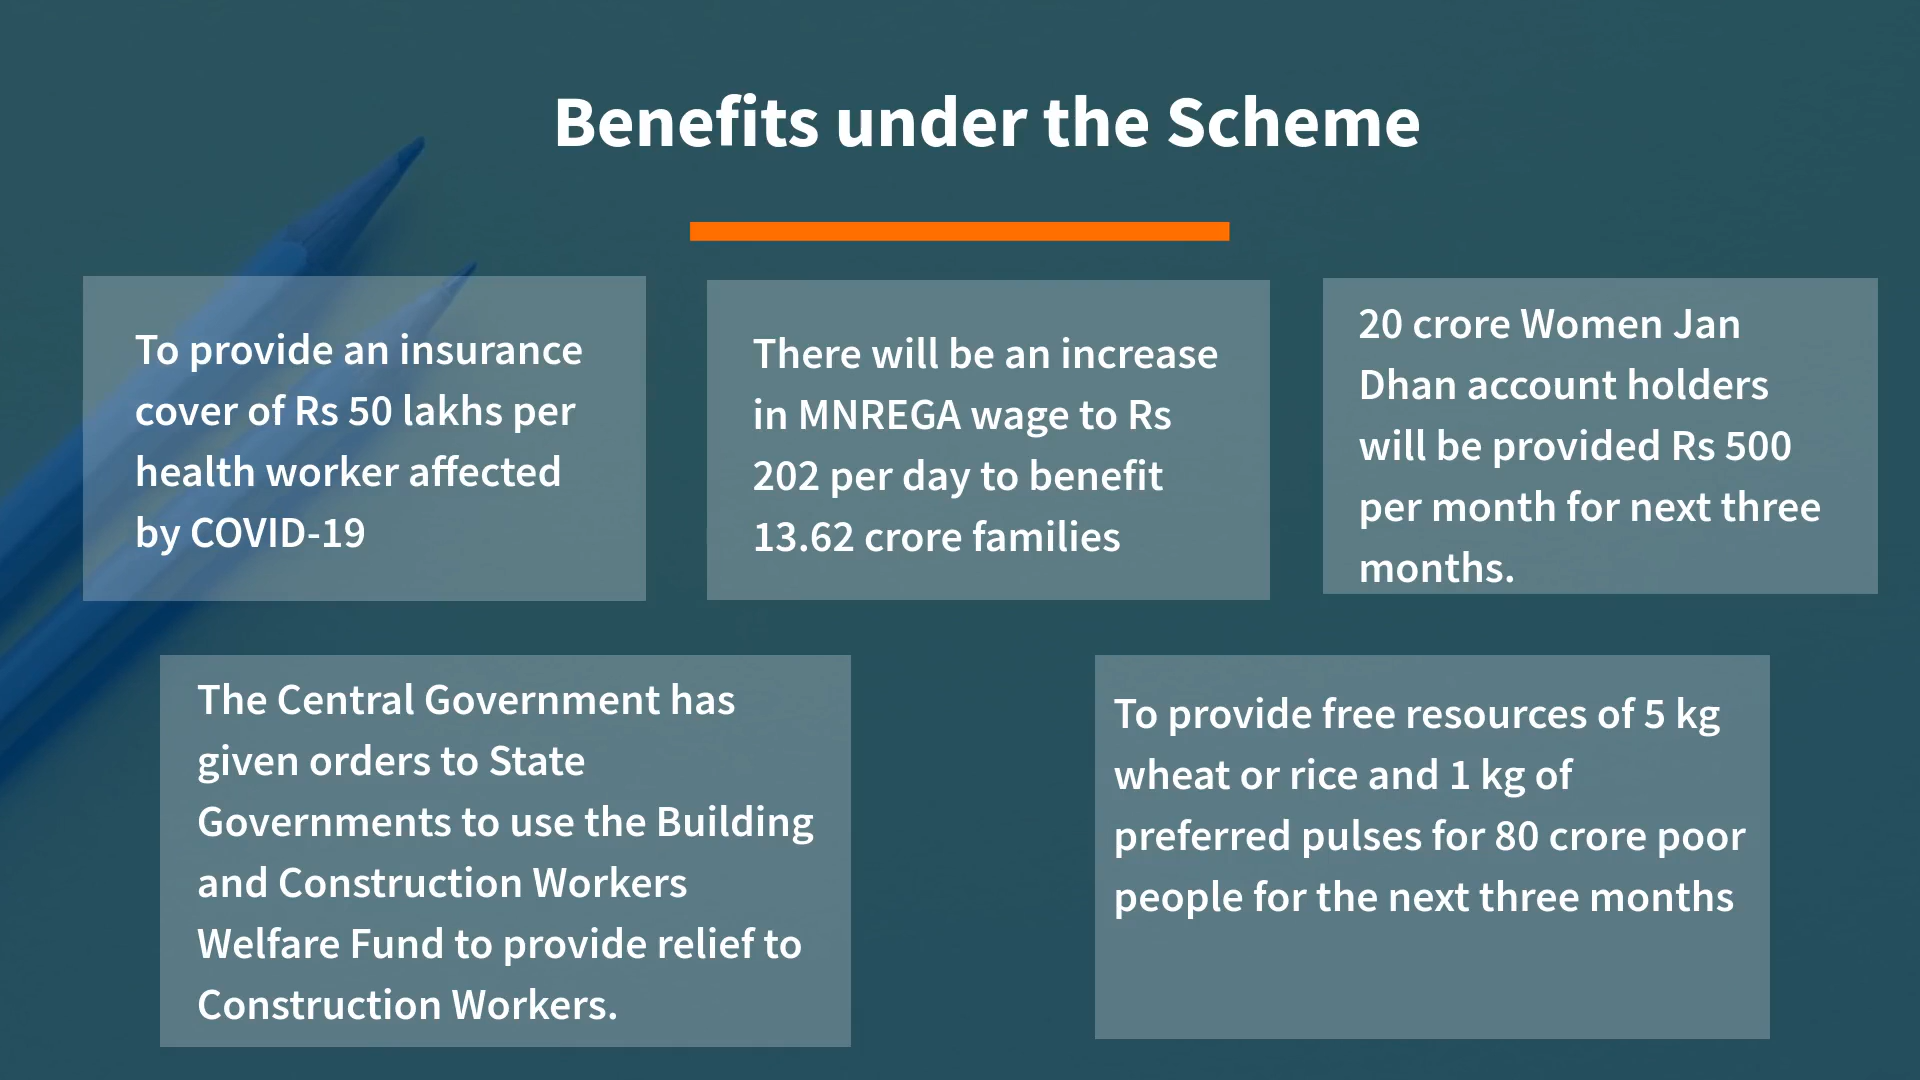 Benefits under the Scheme
To provide an insurance
cover of Rs 50 lakhs per
health worker affected
by COVID-19
There will be an increase
in MNREGA wage to Rs
202 per day to benefit
13.62 crore families
20 crore Women Jan
Dhan account holders
will be provided Rs 500
per month for next three
months.
The Central Government has
given orders to State
Governments to use the Building
and Construction Workers
Welfare Fund to provide relief to
Construction Workers.
To provide free resources of 5 kg
wheat or rice and 1 kg of
preferred pulses for 80 crore poor
people for the next three months